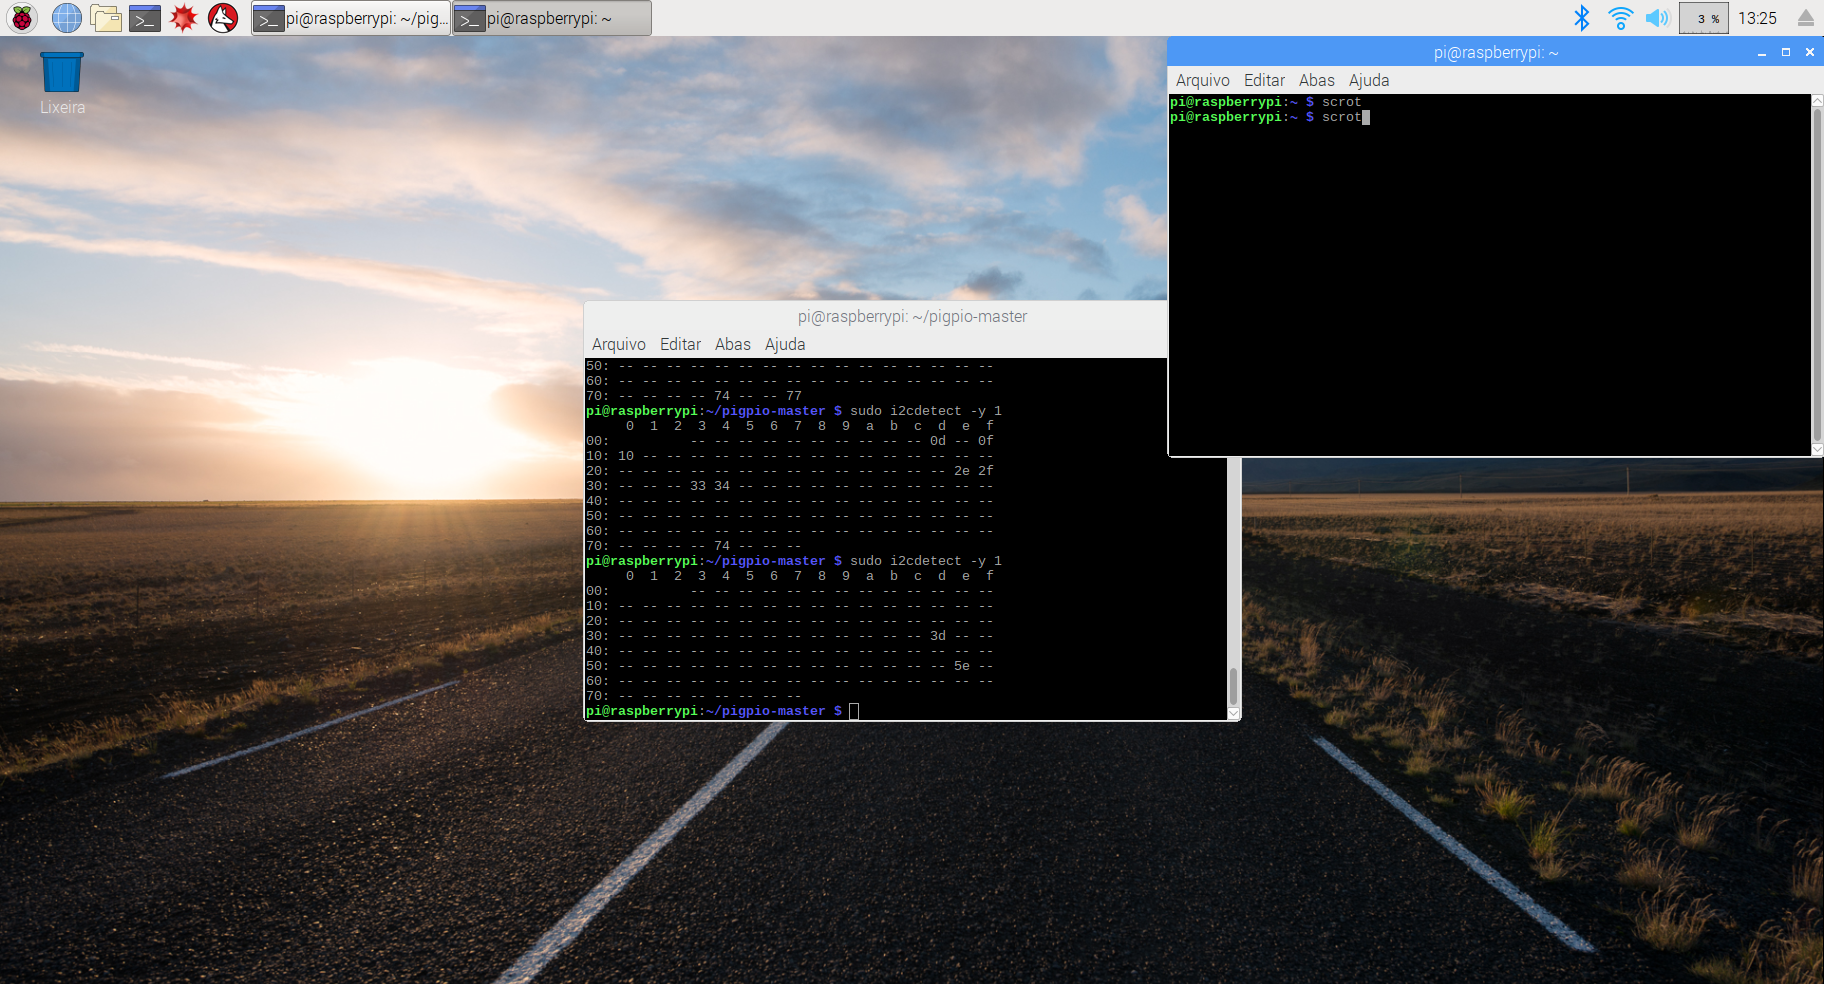 pi@raspberrypi: ~/pig...
pi@raspberrypi: ~
3 %
13:25
Lixeira
pi@raspberrypi: ~
Arquivo Editar Abas Ajuda
pi@raspberrypi:~ $ scrot
pi@raspberrypi:~ $ scrot
pi@raspberrypi: ~/pigpio-master
Arquivo Editar Abas Ajuda
50: -- -- -- -- -- -- -- -- -- -- -- -- -- -- -- --
60: -- -- -- -- -- -- -- -- -- -- -- -- -- -- -- --
70: -- -- -- -- 74 -- -- 77
pi@raspberrypi:~/pigpio-master $ sudo i2cdetect -y 1
     0  1  2  3  4  5  6  7  8  9  a  b  c  d  e  f
00:          -- -- -- -- -- -- -- -- -- -- 0d -- 0f
10: 10 -- -- -- -- -- -- -- -- -- -- -- -- -- -- --
20: -- -- -- -- -- -- -- -- -- -- -- -- -- -- 2e 2f
30: -- -- -- 33 34 -- -- -- -- -- -- -- -- -- -- --
40: -- -- -- -- -- -- -- -- -- -- -- -- -- -- -- --
50: -- -- -- -- -- -- -- -- -- -- -- -- -- -- -- --
60: -- -- -- -- -- -- -- -- -- -- -- -- -- -- -- --
70: -- -- -- -- 74 -- -- --
pi@raspberrypi:~/pigpio-master $ sudo i2cdetect -y 1
     0  1  2  3  4  5  6  7  8  9  a  b  c  d  e  f
00:          -- -- -- -- -- -- -- -- -- -- -- -- --
10: -- -- -- -- -- -- -- -- -- -- -- -- -- -- -- --
20: -- -- -- -- -- -- -- -- -- -- -- -- -- -- -- --
30: -- -- -- -- -- -- -- -- -- -- -- -- -- 3d -- --
40: -- -- -- -- -- -- -- -- -- -- -- -- -- -- -- --
50: -- -- -- -- -- -- -- -- -- -- -- -- -- -- 5e --
60: -- -- -- -- -- -- -- -- -- -- -- -- -- -- -- --
70: -- -- -- -- -- -- -- --
pi@raspberrypi:~/pigpio-master $